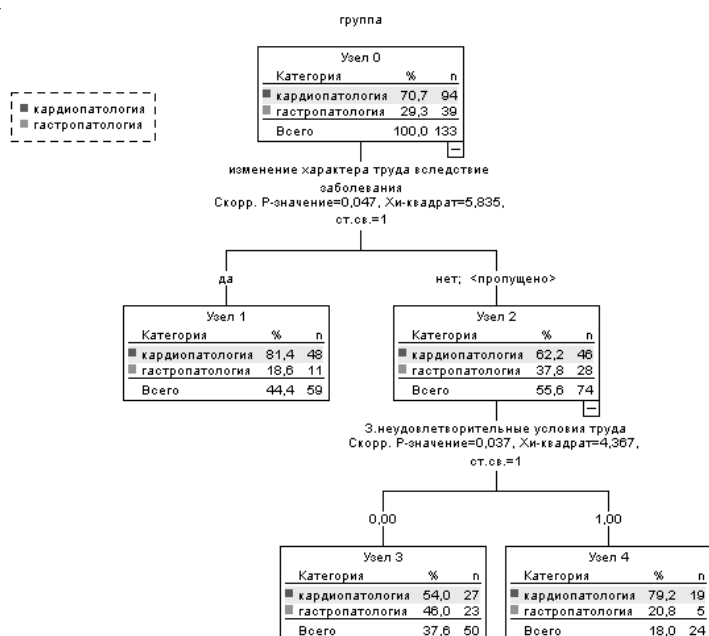 группа
Узел 0
Категория % n
кардиопатология 70,7 94
гастропатология 29,3 39
Всего 100,0 133
кардиопатология
гастропатология
изменение характера труда вследствие
заболевания
Скорр. P-значение=0,047, Хи-квадрат=5,835,
ст.св.=1
да
нет; <пропущено>
Узел 1
Категория % n
кардиопатология 81,4 48
гастропатология 18,6 11
Всего 44,4 59
Узел 2
Категория % n
кардиопатология 62,2 46
гастропатология 37,8 28
Всего 55,6 74
3.неудовлетворительные условия труда
Скорр. P-значение=0,037, Хи-квадрат=4,367,
ст.св.=1
0,00
1,00
Узел 3
Категория % n
кардиопатология 54,0 27
гастропатология 46,0 23
Всего 37,6 50
Узел 4
Категория % n
кардиопатология 79,2 19
гастропатология 20,8 5
Всего 18,0 24